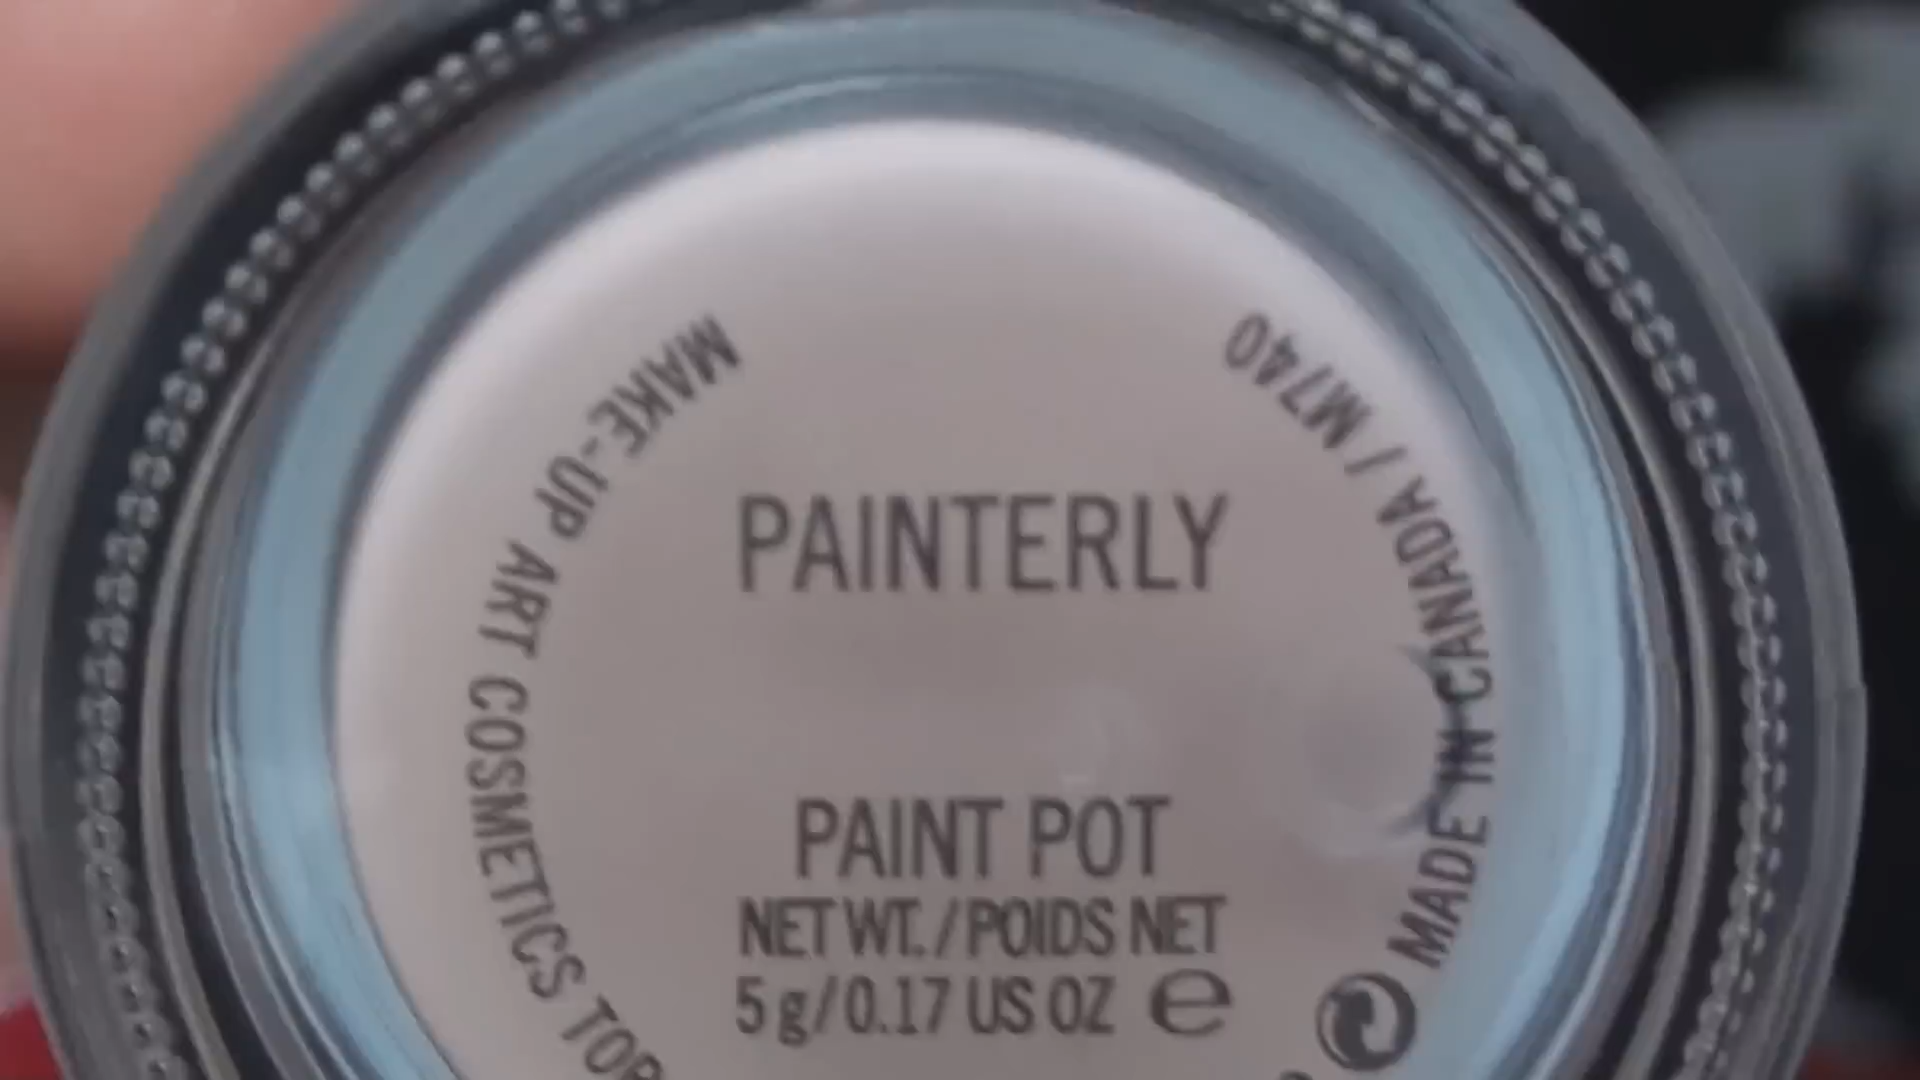 PAINTERLY
PAINT POT
NET WT./POIDS NET
5 g/0.17 US OZ e
MAKE-UP ART COSMETICS
MADE IN CANADA / M740